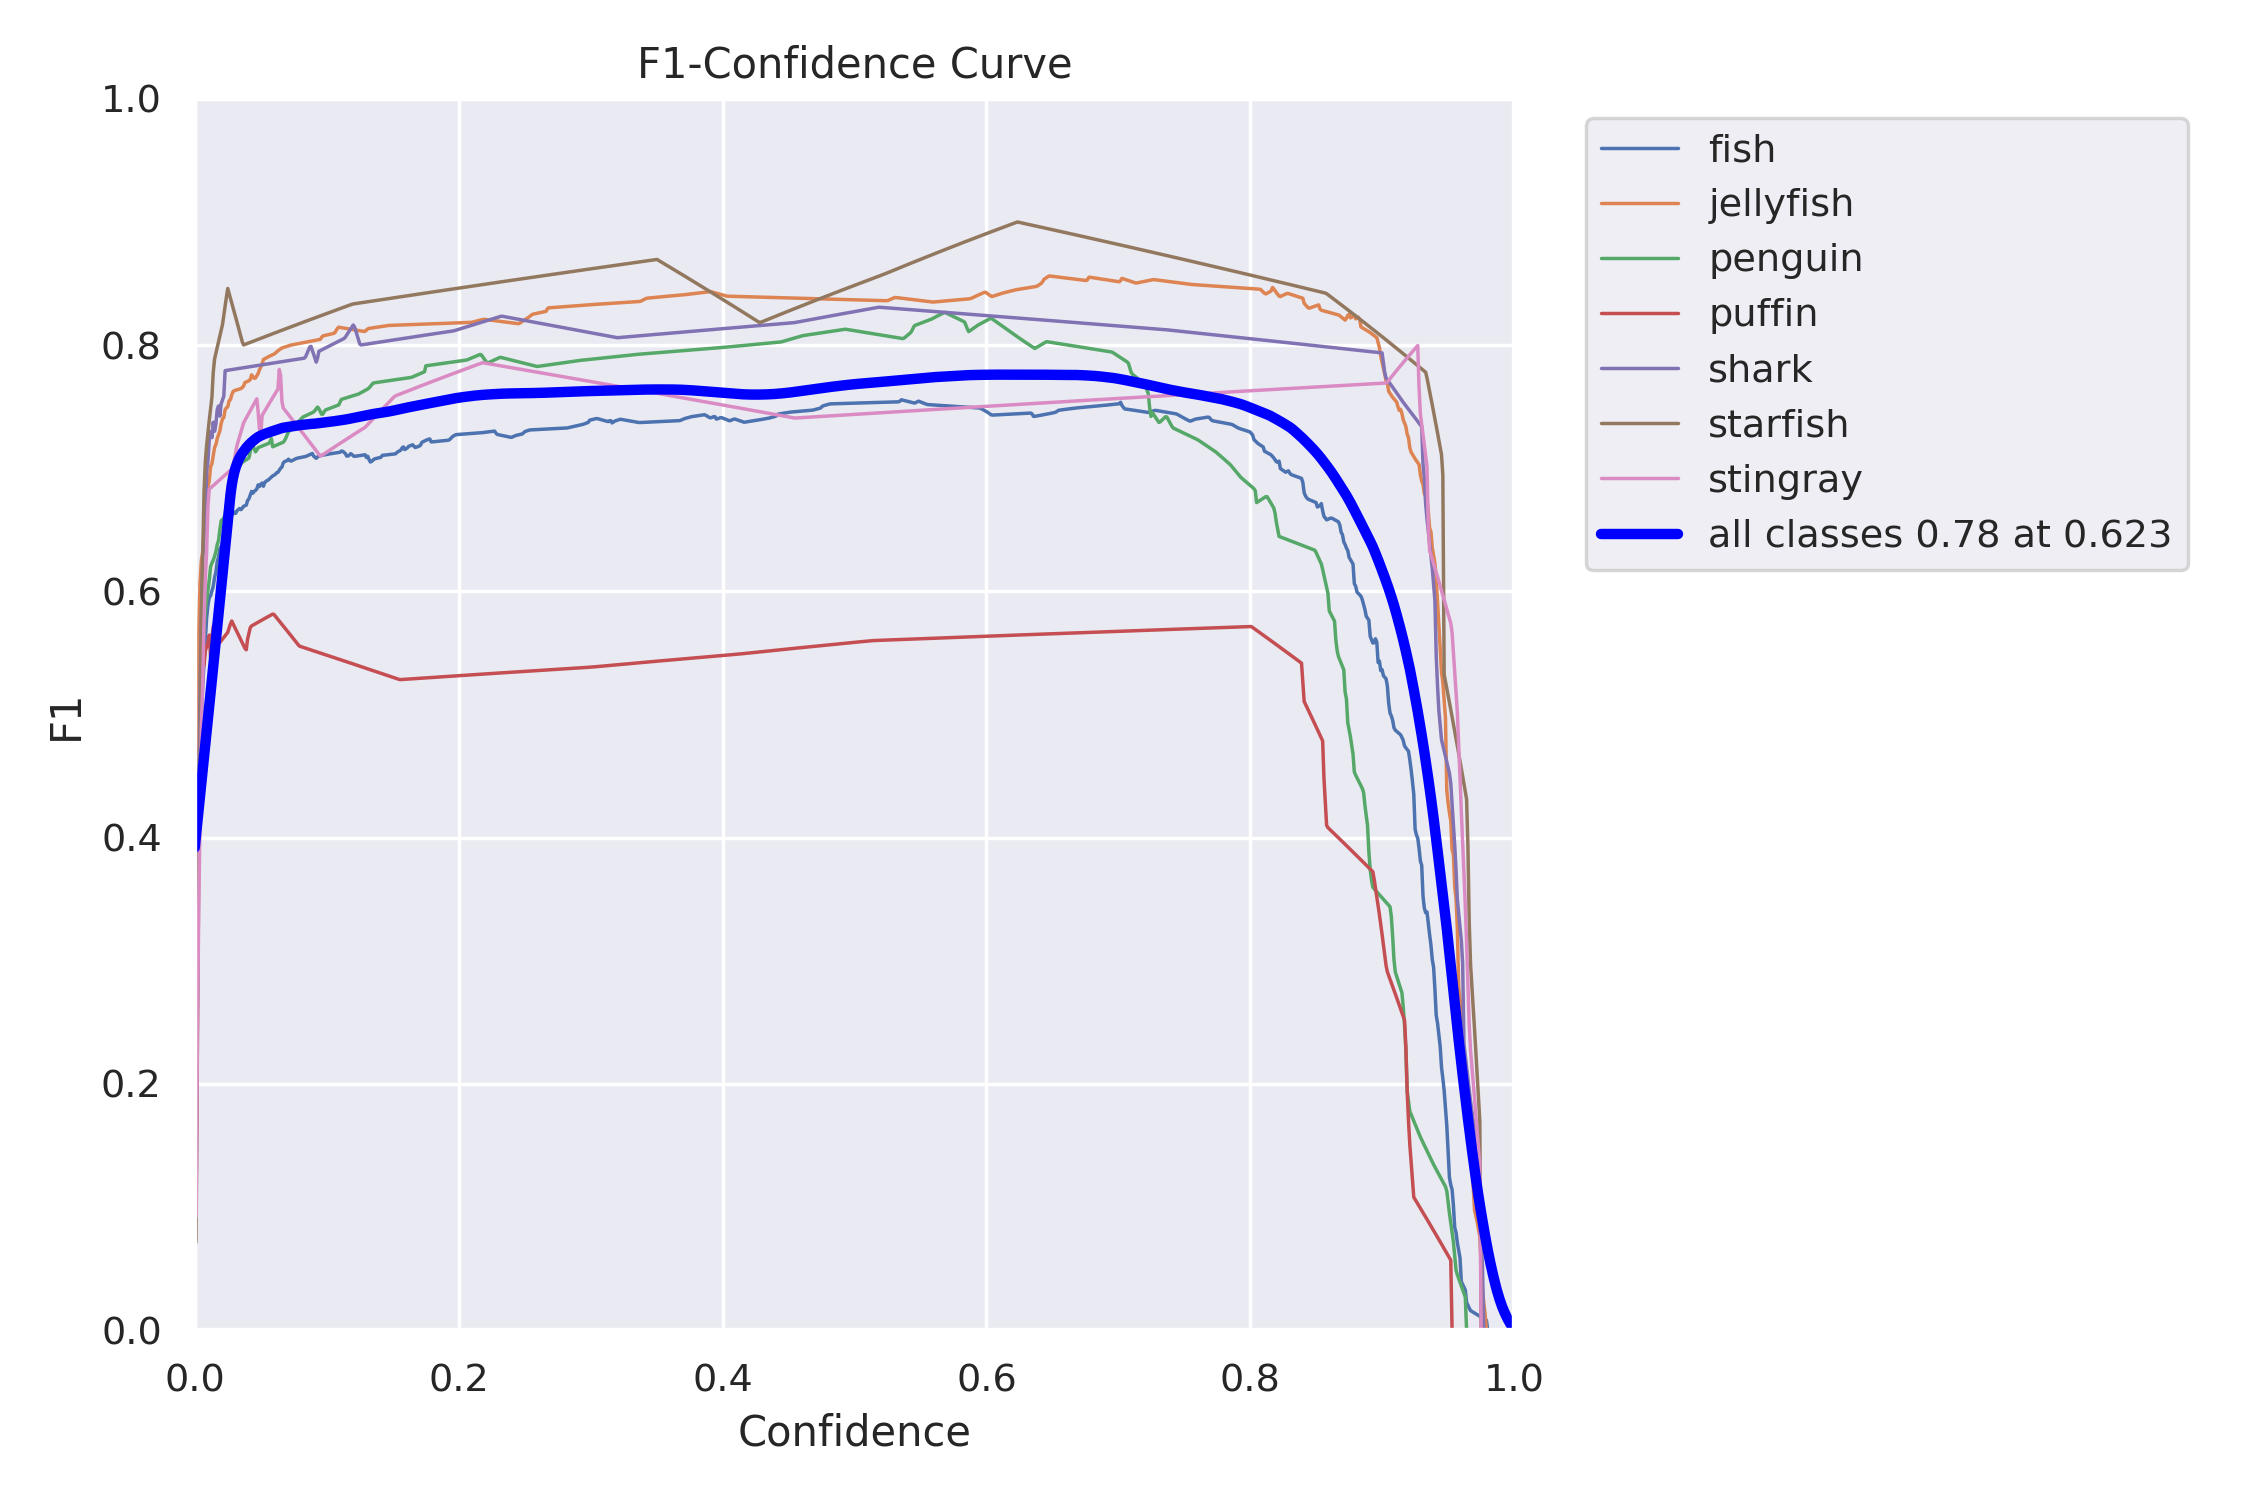 F1-Confidence Curve
1.0
0.8
0.6
0.4
0.2
0.0
F1
0.0 0.2 0.4 0.6 0.8 1.0
Confidence
fish
jellyfish
penguin
puffin
shark
starfish
stingray
all classes 0.78 at 0.623